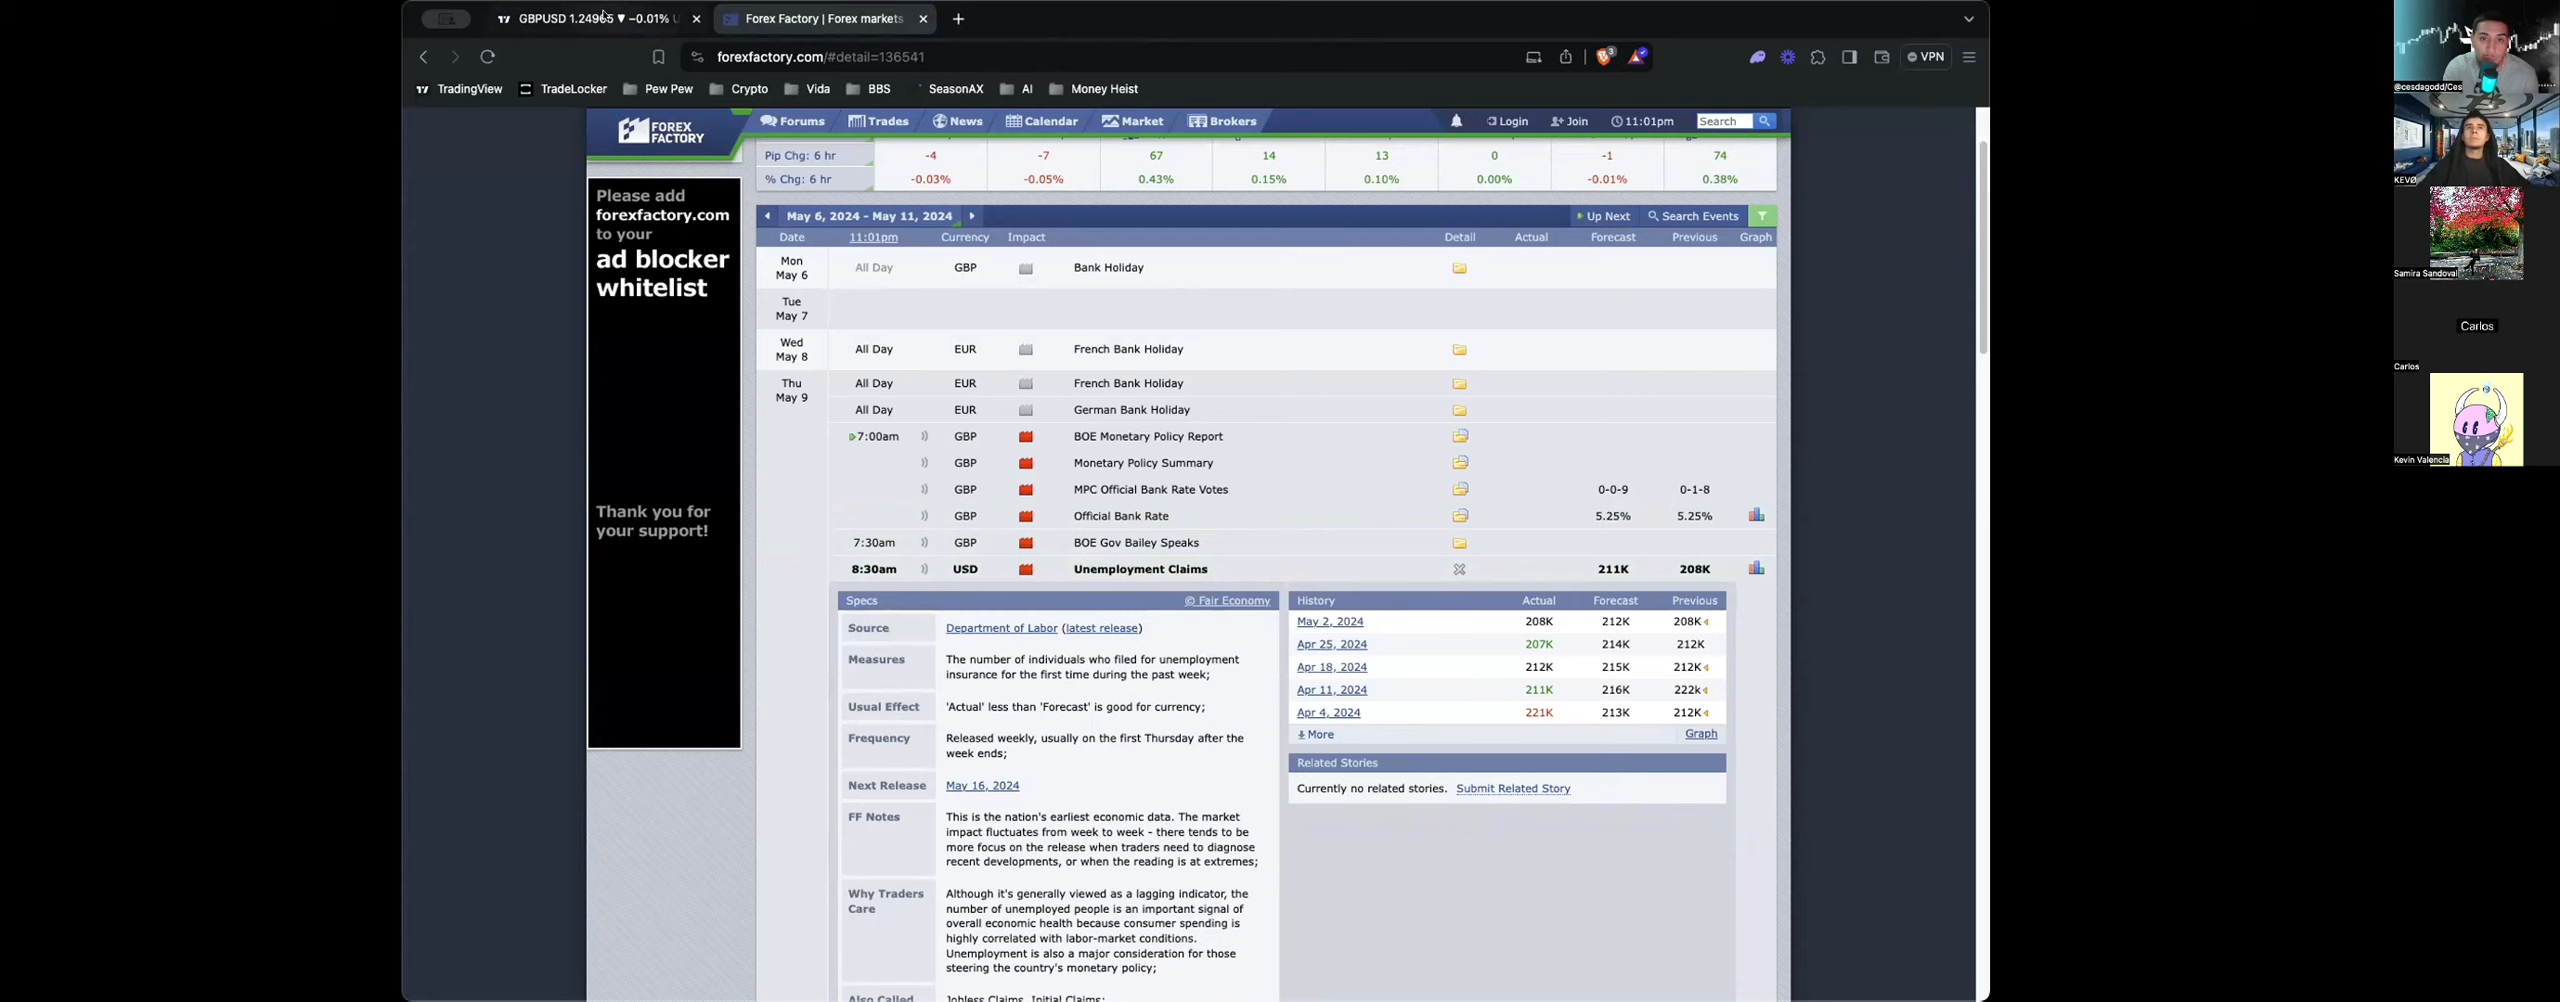 GBPUSD 1.24965 ▼ −0.01% U
Forex Factory | Forex markets
forexfactory.com/#detail=136541
3
VPN
TradingView
TradeLocker
Pew Pew
Crypto
Vida
BBS
SeasonAX
AI
Money Heist
FOREX FACTORY
Forums
Trades
News
Calendar
Market
Brokers
Login
Join
11:01pm
Search
Pip Chg: 6 hr -4 -7 67 14 13 0 -1 74
% Chg: 6 hr -0.03% -0.05% 0.43% 0.15% 0.10% 0.00% -0.01% 0.38%
Please add
forexfactory.com
to your
ad blocker
whitelist
Thank you for
your support!
May 6, 2024 - May 11, 2024 Up Next Search Events
Date 11:01pm Currency Impact Detail Actual Forecast Previous Graph
Mon
May 6
All Day GBP Bank Holiday
Tue
May 7
Wed
May 8
All Day EUR French Bank Holiday
Thu
May 9
All Day EUR French Bank Holiday
All Day EUR German Bank Holiday
7:00am GBP BOE Monetary Policy Report
GBP Monetary Policy Summary
GBP MPC Official Bank Rate Votes 0-0-9 0-1-8
GBP Official Bank Rate 5.25% 5.25%
7:30am GBP BOE Gov Bailey Speaks
8:30am USD Unemployment Claims 211K 208K
Specs © Fair Economy
Source Department of Labor (latest release)
Measures The number of individuals who filed for unemployment
insurance for the first time during the past week;
Usual Effect 'Actual' less than 'Forecast' is good for currency;
Frequency Released weekly, usually on the first Thursday after the
week ends;
Next Release May 16, 2024
FF Notes This is the nation's earliest economic data. The market
impact fluctuates from week to week - there tends to be
more focus on the release when traders need to diagnose
recent developments, or when the reading is at extremes;
Why Traders
Care
Although it's generally viewed as a lagging indicator, the
number of unemployed people is an important signal of
overall economic health because consumer spending is
highly correlated with labor-market conditions.
Unemployment is also a major consideration for those
steering the country's monetary policy;
Also Called Jobless Claims, Initial Claims;
History Actual Forecast Previous
May 2, 2024 208K 212K 208K
Apr 25, 2024 207K 214K 212K
Apr 18, 2024 212K 215K 212K
Apr 11, 2024 211K 216K 222k
Apr 4, 2024 221K 213K 212K
More Graph
Related Stories
Currently no related stories. Submit Related Story
@cesdagodd/Ces
KEVØ
Samira Sandoval
Carlos
Carlos
Kevin Valencia